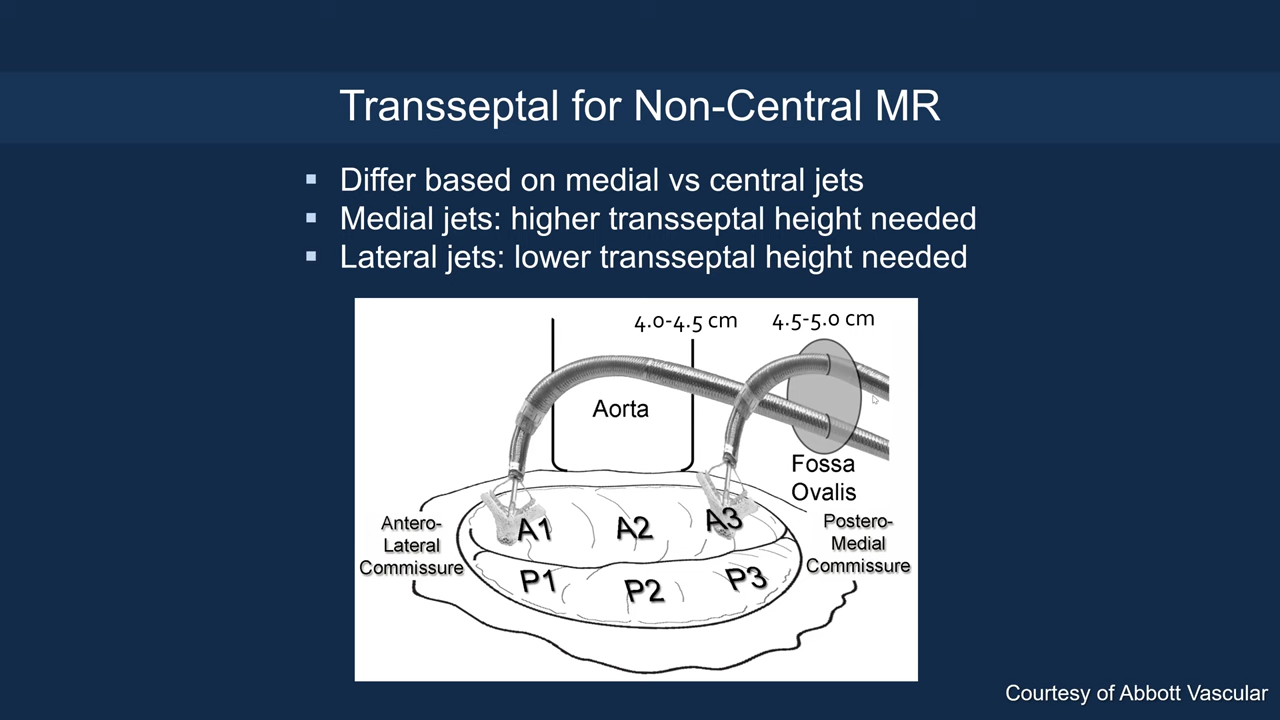 Transseptal for Non-Central MR
▪ Differ based on medial vs central jets
▪ Medial jets: higher transseptal height needed
▪ Lateral jets: lower transseptal height needed
4.0-4.5 cm
4.5-5.0 cm
Aorta
Fossa
Ovalis
Antero-
Lateral
Commissure
A1
A2
A3
Postero-
Medial
Commissure
P1
P2
P3
Courtesy of Abbott Vascular